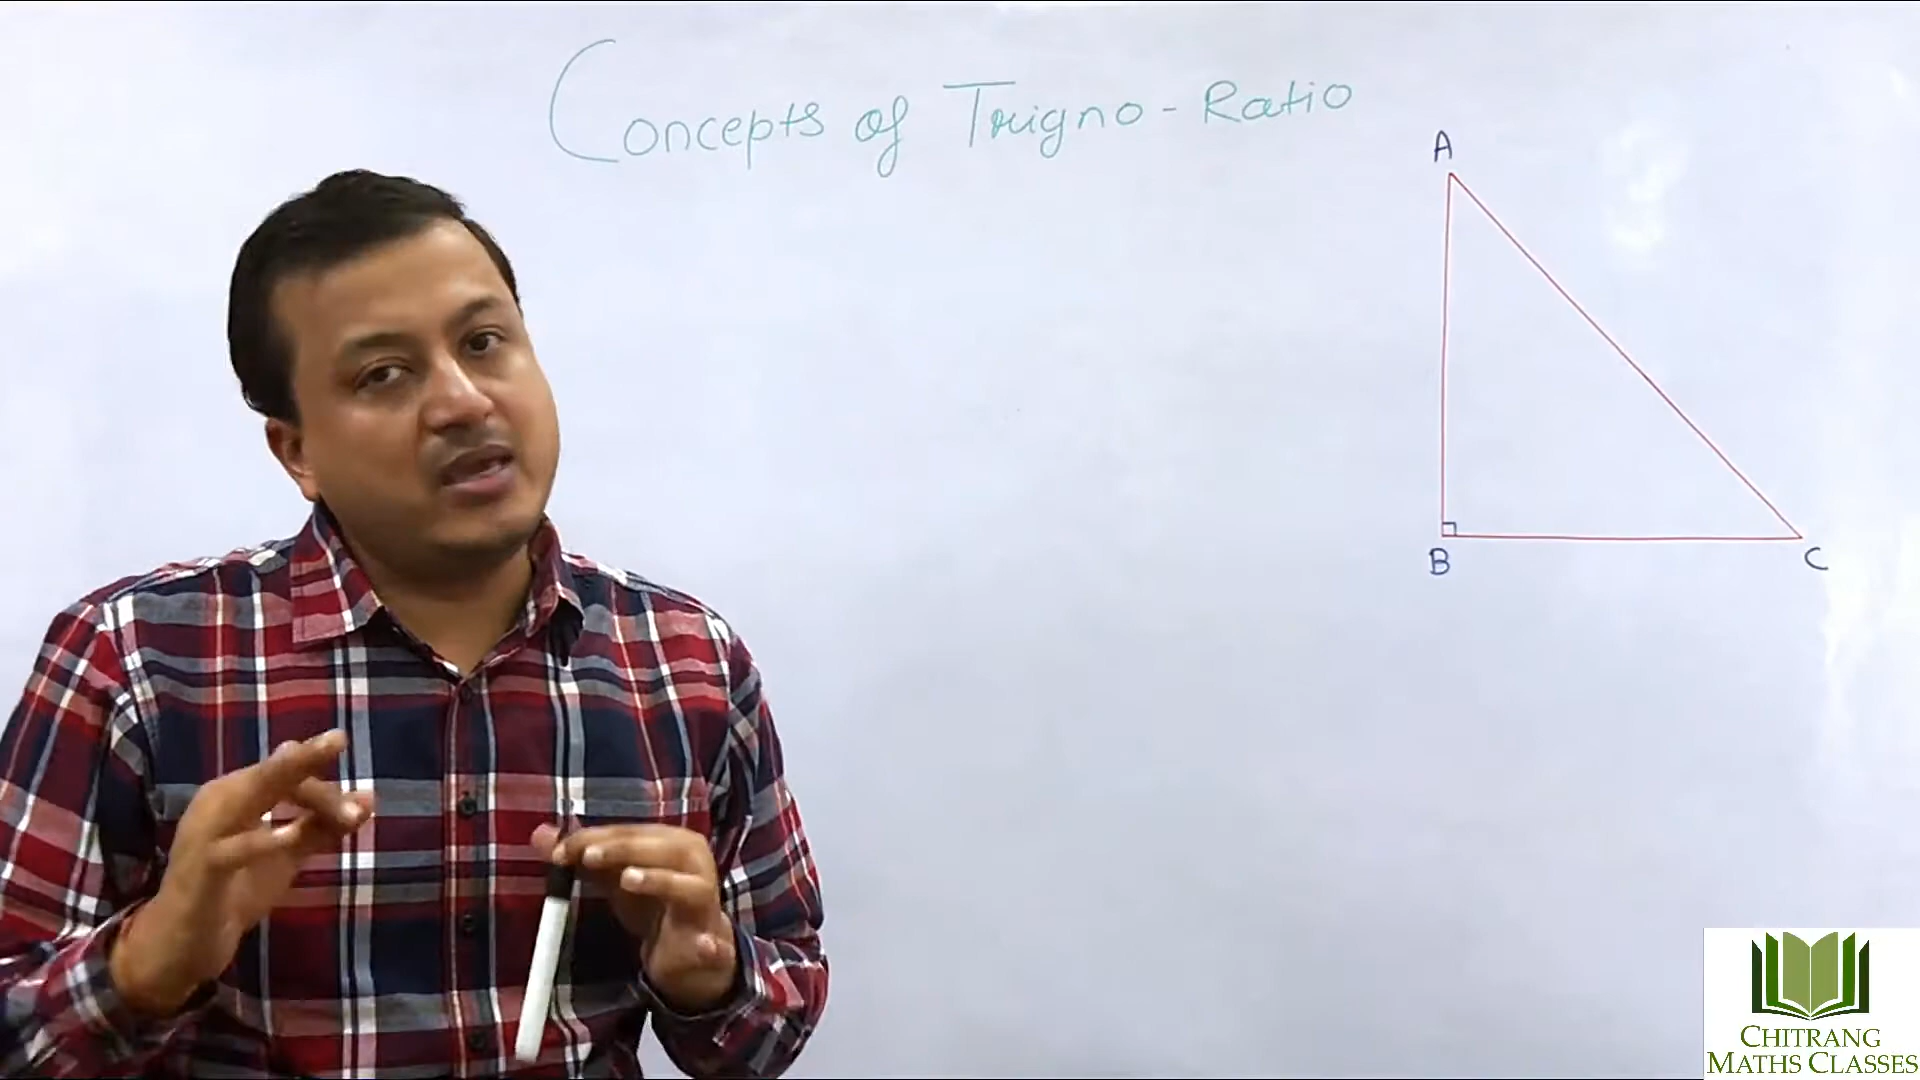 Concepts of Trigno-Ratio
A
B
C
CHITRANG
MATHS CLASSES